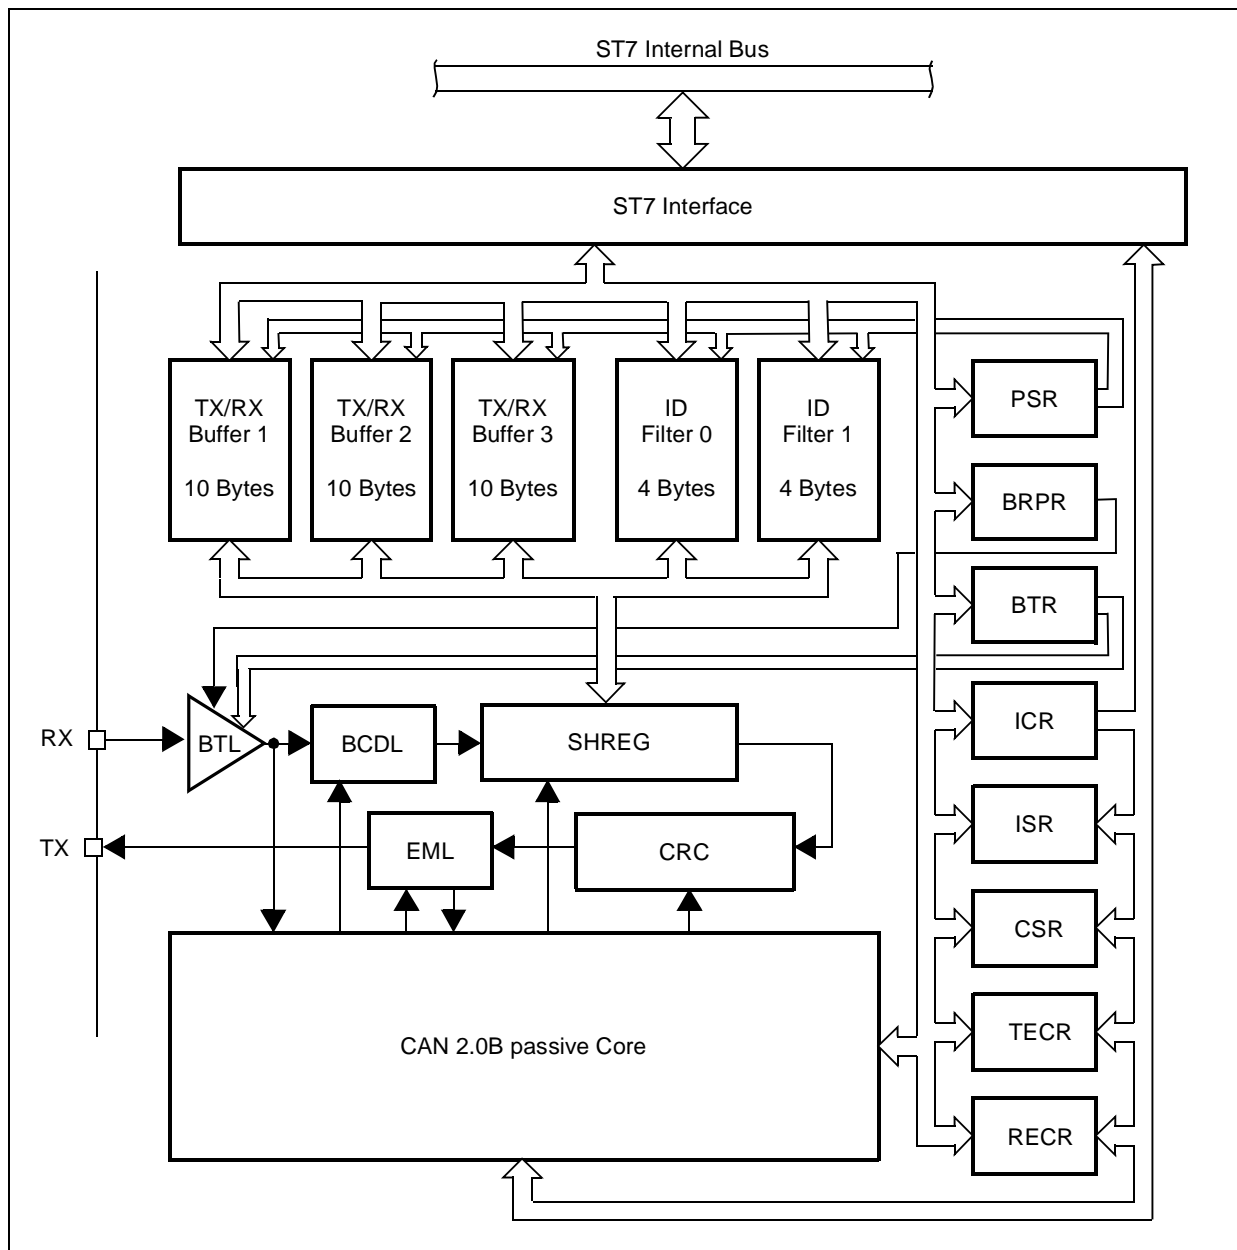 ST7 Internal Bus
ST7 Interface
TX/RX
Buffer 1
10 Bytes
TX/RX
Buffer 2
10 Bytes
TX/RX
Buffer 3
10 Bytes
ID
Filter 0
4 Bytes
ID
Filter 1
4 Bytes
PSR
BRPR
BTR
ICR
ISR
CSR
TECR
RECR
RX
BTL
BCDL
SHREG
TX
EML
CRC
CAN 2.0B passive Core